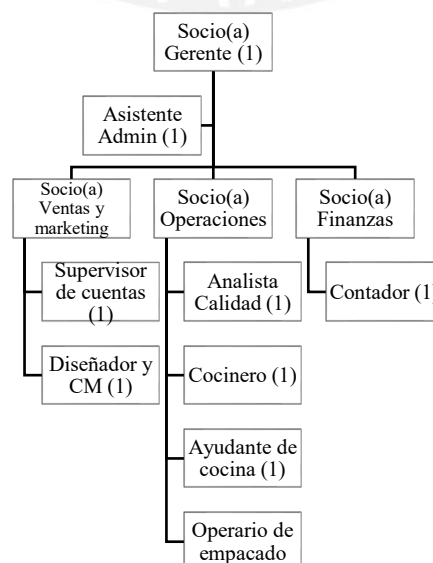 Socio(a)
Gerente (1)
Asistente
Admin (1)
Socio(a)
Ventas y
marketing
Socio(a)
Operaciones
Socio(a)
Finanzas
Supervisor
de cuentas
(1)
Analista
Calidad (1)
Contador (1)
Diseñador y
CM (1)
Cocinero (1)
Ayudante de
cocina (1)
Operario de
empacado